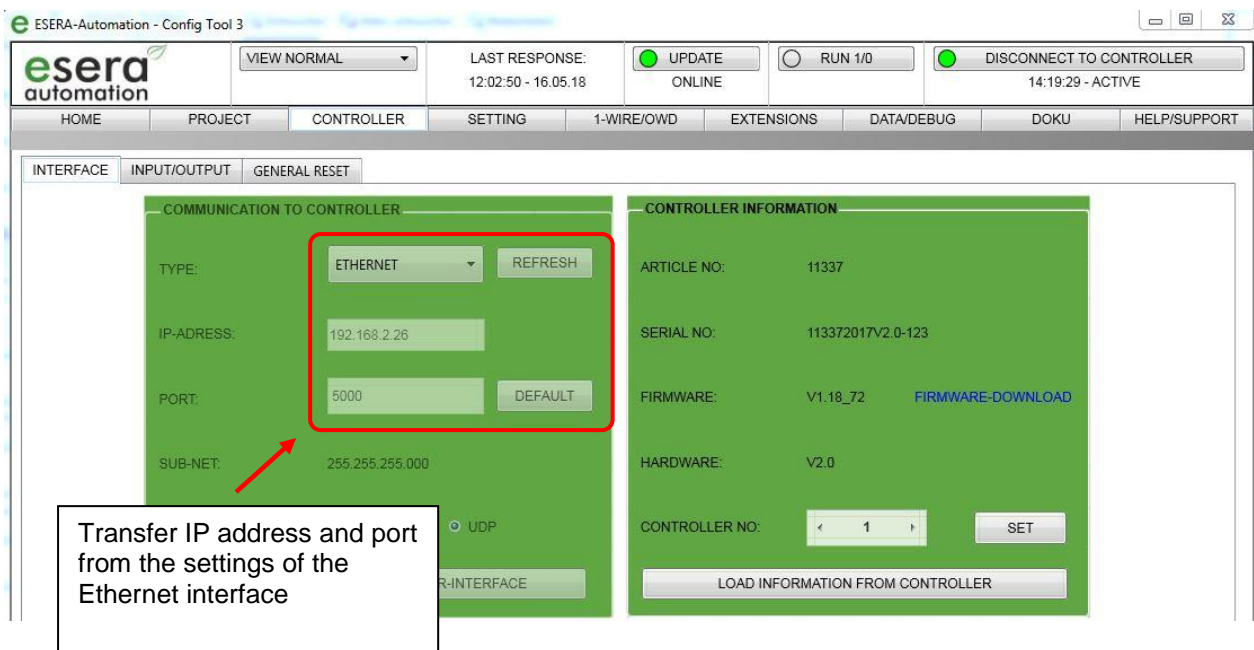 ESERA-Automation - Config Tool 3
esera
automation
VIEW NORMAL
LAST RESPONSE:
12:02:50 - 16.05.18
UPDATE
ONLINE
RUN 1/0
DISCONNECT TO CONTROLLER
14:19:29 - ACTIVE
HOME PROJECT CONTROLLER SETTING 1-WIRE/OWD EXTENSIONS DATA/DEBUG DOKU HELP/SUPPORT
INTERFACE INPUT/OUTPUT GENERAL RESET
COMMUNICATION TO CONTROLLER
TYPE: ETHERNET REFRESH
IP-ADRESS: 192.168.2.26
PORT: 5000 DEFAULT
SUB-NET: 255.255.255.000
UDP
R-INTERFACE
Transfer IP address and port
from the settings of the
Ethernet interface
CONTROLLER INFORMATION
ARTICLE NO: 11337
SERIAL NO: 113372017V2.0-123
FIRMWARE: V1.18_72 FIRMWARE-DOWNLOAD
HARDWARE: V2.0
CONTROLLER NO: 1 SET
LOAD INFORMATION FROM CONTROLLER